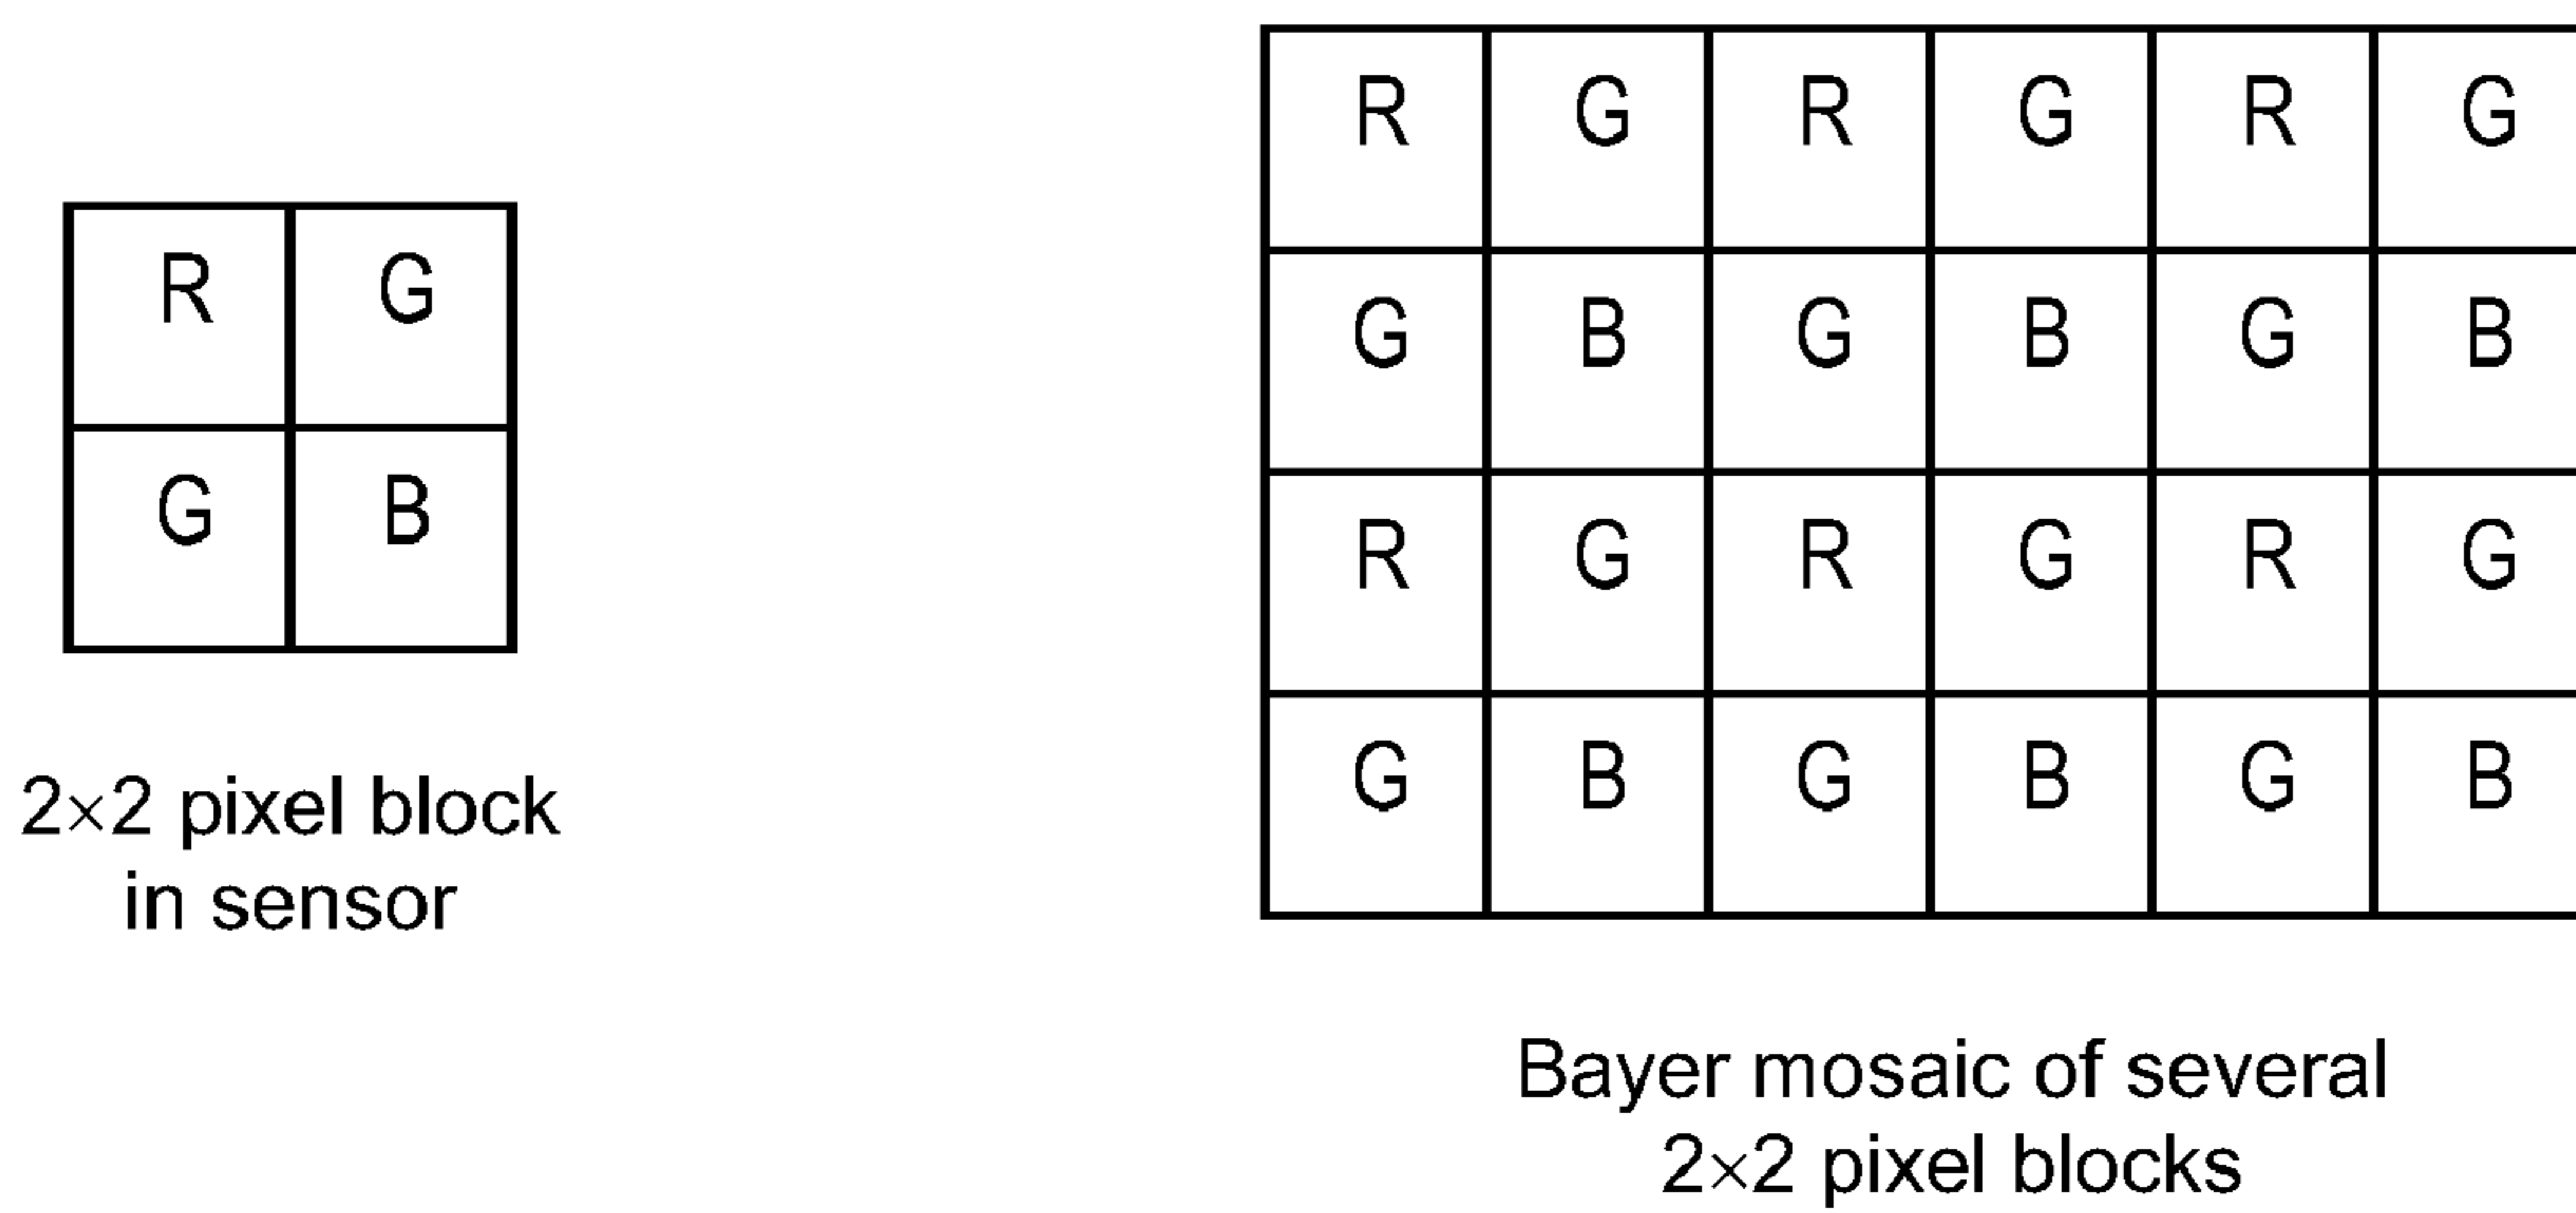 R G
G B
2×2 pixel block
in sensor
R G R G R G
G B G B G B
R G R G R G
G B G B G B
Bayer mosaic of several
2×2 pixel blocks